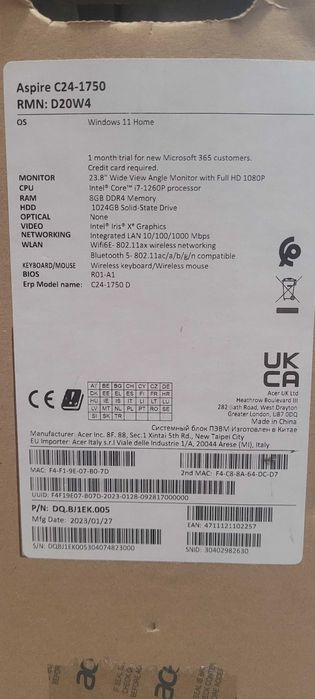 Aspire C24-1750
RMN: D20W4
OS Windows 11 Home
1 month trial for new Microsoft 365 customers.
Credit card required.
MONITOR 23.8" Wide View Angle Monitor with Full HD 1080P
CPU Intel® Core™ i7-1260P processor
RAM 8GB DDR4 Memory
HDD 1024GB Solid-State Drive
OPTICAL None
VIDEO Intel® Iris® Xᵉ Graphics
NETWORKING Integrated LAN 10/100/1000 Mbps
WLAN Wifi6E- 802.11ax wireless networking
Bluetooth 5- 802.11ac/a/b/g/n compatible
KEYBOARD/MOUSE Wireless keyboard/Wireless mouse
BIOS R01-A1
Erp Model name: C24-1750 D
UK
CA
CE
AT BE BG CH CY CZ DE
DK EE EL ES FI FR HR
HU IE IS IT LI LT LU
LV MT NL PL PT RO SE
SI SK TR
Acer UK Ltd
Heathrow Boulevard III
282 Bath Road, West Drayton
Greater London, UB7 0DQ
Made in China
Системный блок ПЭВМ Изготовлен в Китае
Manufacturer: Acer Inc. 8F, 88, Sec.1 Xintai 5th Rd., New Taipei City
EU Importer: Acer Italy s.r.l Viale delle Industrie 1/A, 20044 Arese (MI), Italy
MAC: F4-F1-9E-07-B0-7D 2nd MAC: F4-C8-8A-64-DC-D7
UUID: F4F19E07-B07D-2023-0128-092817000000
P/N: DQ.BJ1EK.005
Mfg Date: 2023/01/27
EAN: 4711121102257
S/N: DQBJ1EK005304074823000 SNID: 30402982630